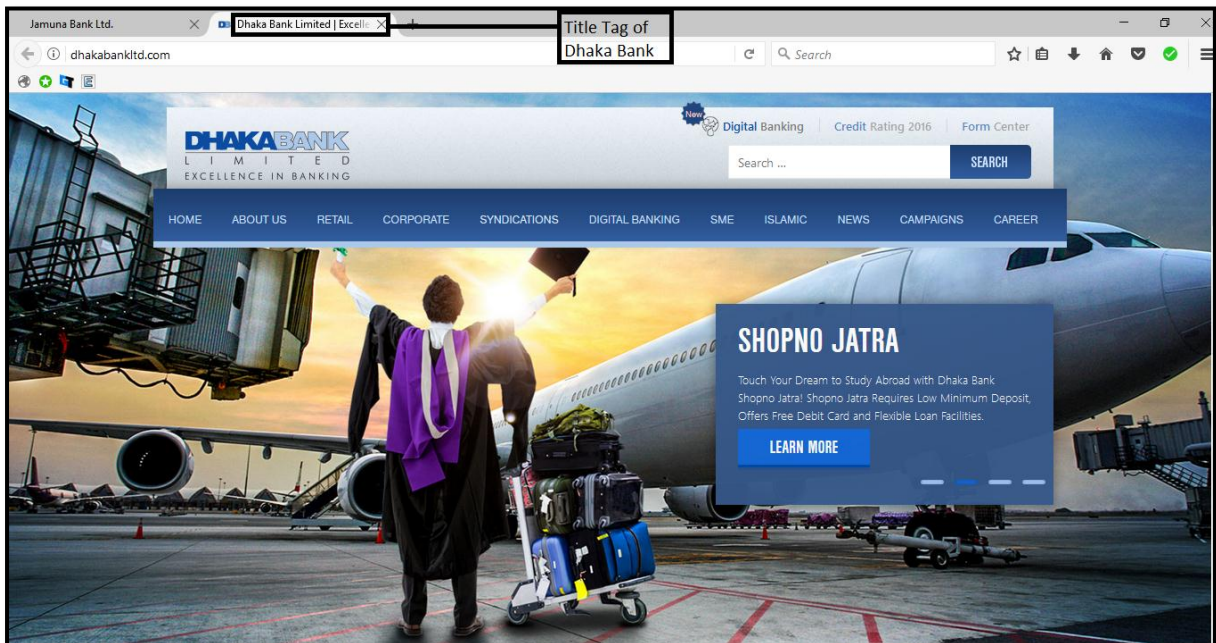 Jamuna Bank Ltd.
Dhaka Bank Limited | Excelle
Title Tag of
Dhaka Bank
dhakabankltd.com
Search
New
Digital Banking
Credit Rating 2016
Form Center
DHAKABANK
LIMITED
EXCELLENCE IN BANKING
Search ...
SEARCH
HOME ABOUT US RETAIL CORPORATE SYNDICATIONS DIGITAL BANKING SME ISLAMIC NEWS CAMPAIGNS CAREER
SHOPNO JATRA
Touch Your Dream to Study Abroad with Dhaka Bank
Shopno Jatra! Shopno Jatra Requires Low Minimum Deposit,
Offers Free Debit Card and Flexible Loan Facilities.
LEARN MORE